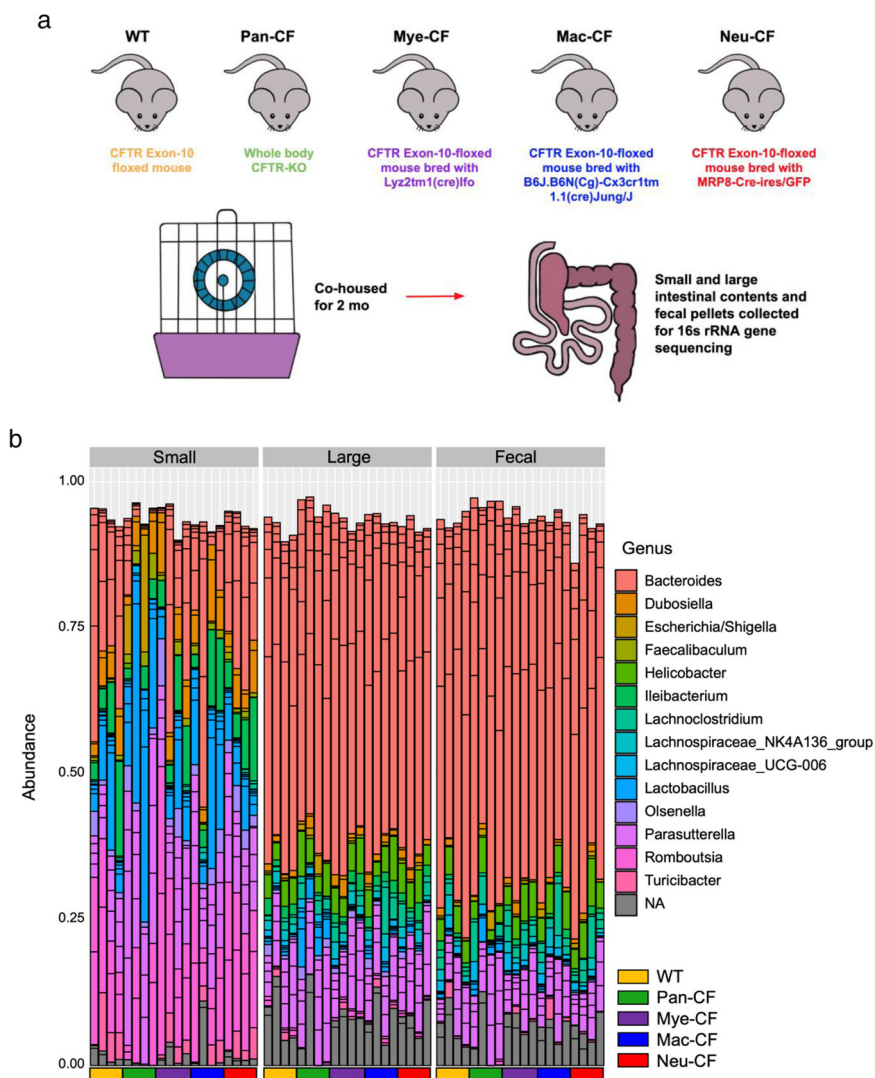 a
WT
Pan-CF
Mye-CF
Mac-CF
Neu-CF
CFTR Exon-10
floxed mouse
Whole body
CFTR-KO
CFTR Exon-10-floxed
mouse bred with
Lyz2tm1(cre)Ifo
CFTR Exon-10-floxed
mouse bred with
B6J.B6N(Cg)-Cx3cr1tm
1.1(cre)Jung/J
CFTR Exon-10-floxed
mouse bred with
MRP8-Cre-ires/GFP
Co-housed
for 2 mo
Small and large
intestinal contents and
fecal pellets collected
for 16s rRNA gene
sequencing
b
Small
Large
Fecal
1.00
0.75
0.50
0.25
0.00
Abundance
Genus
Bacteroides
Dubosiella
Escherichia/Shigella
Faecalibaculum
Helicobacter
Ileibacterium
Lachnoclostridium
Lachnospiraceae_NK4A136_group
Lachnospiraceae_UCG-006
Lactobacillus
Olsenella
Parasutterella
Romboutsia
Turicibacter
NA
WT
Pan-CF
Mye-CF
Mac-CF
Neu-CF